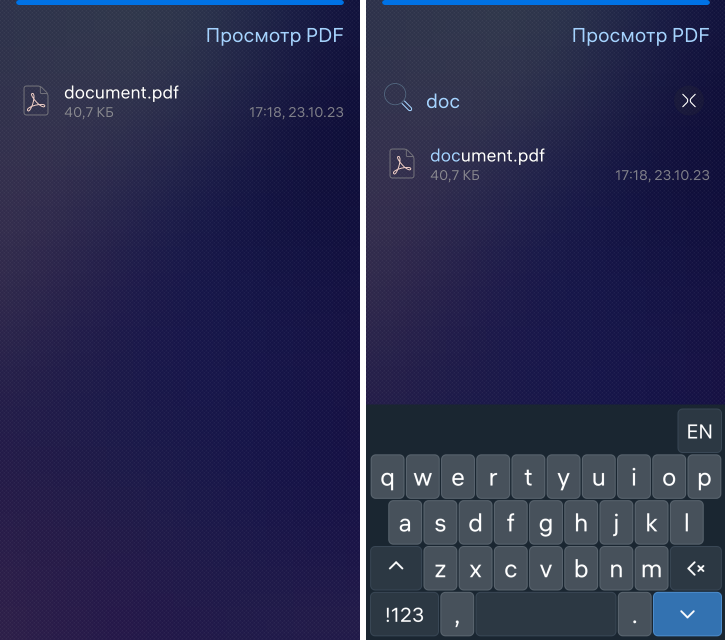 Просмотр PDF
document.pdf
40,7 КБ
17:18, 23.10.23
Просмотр PDF
doc
document.pdf
40,7 КБ
17:18, 23.10.23
EN
q w e r t y u i o p
a s d f g h j k l
z x c v b n m
!123 , .